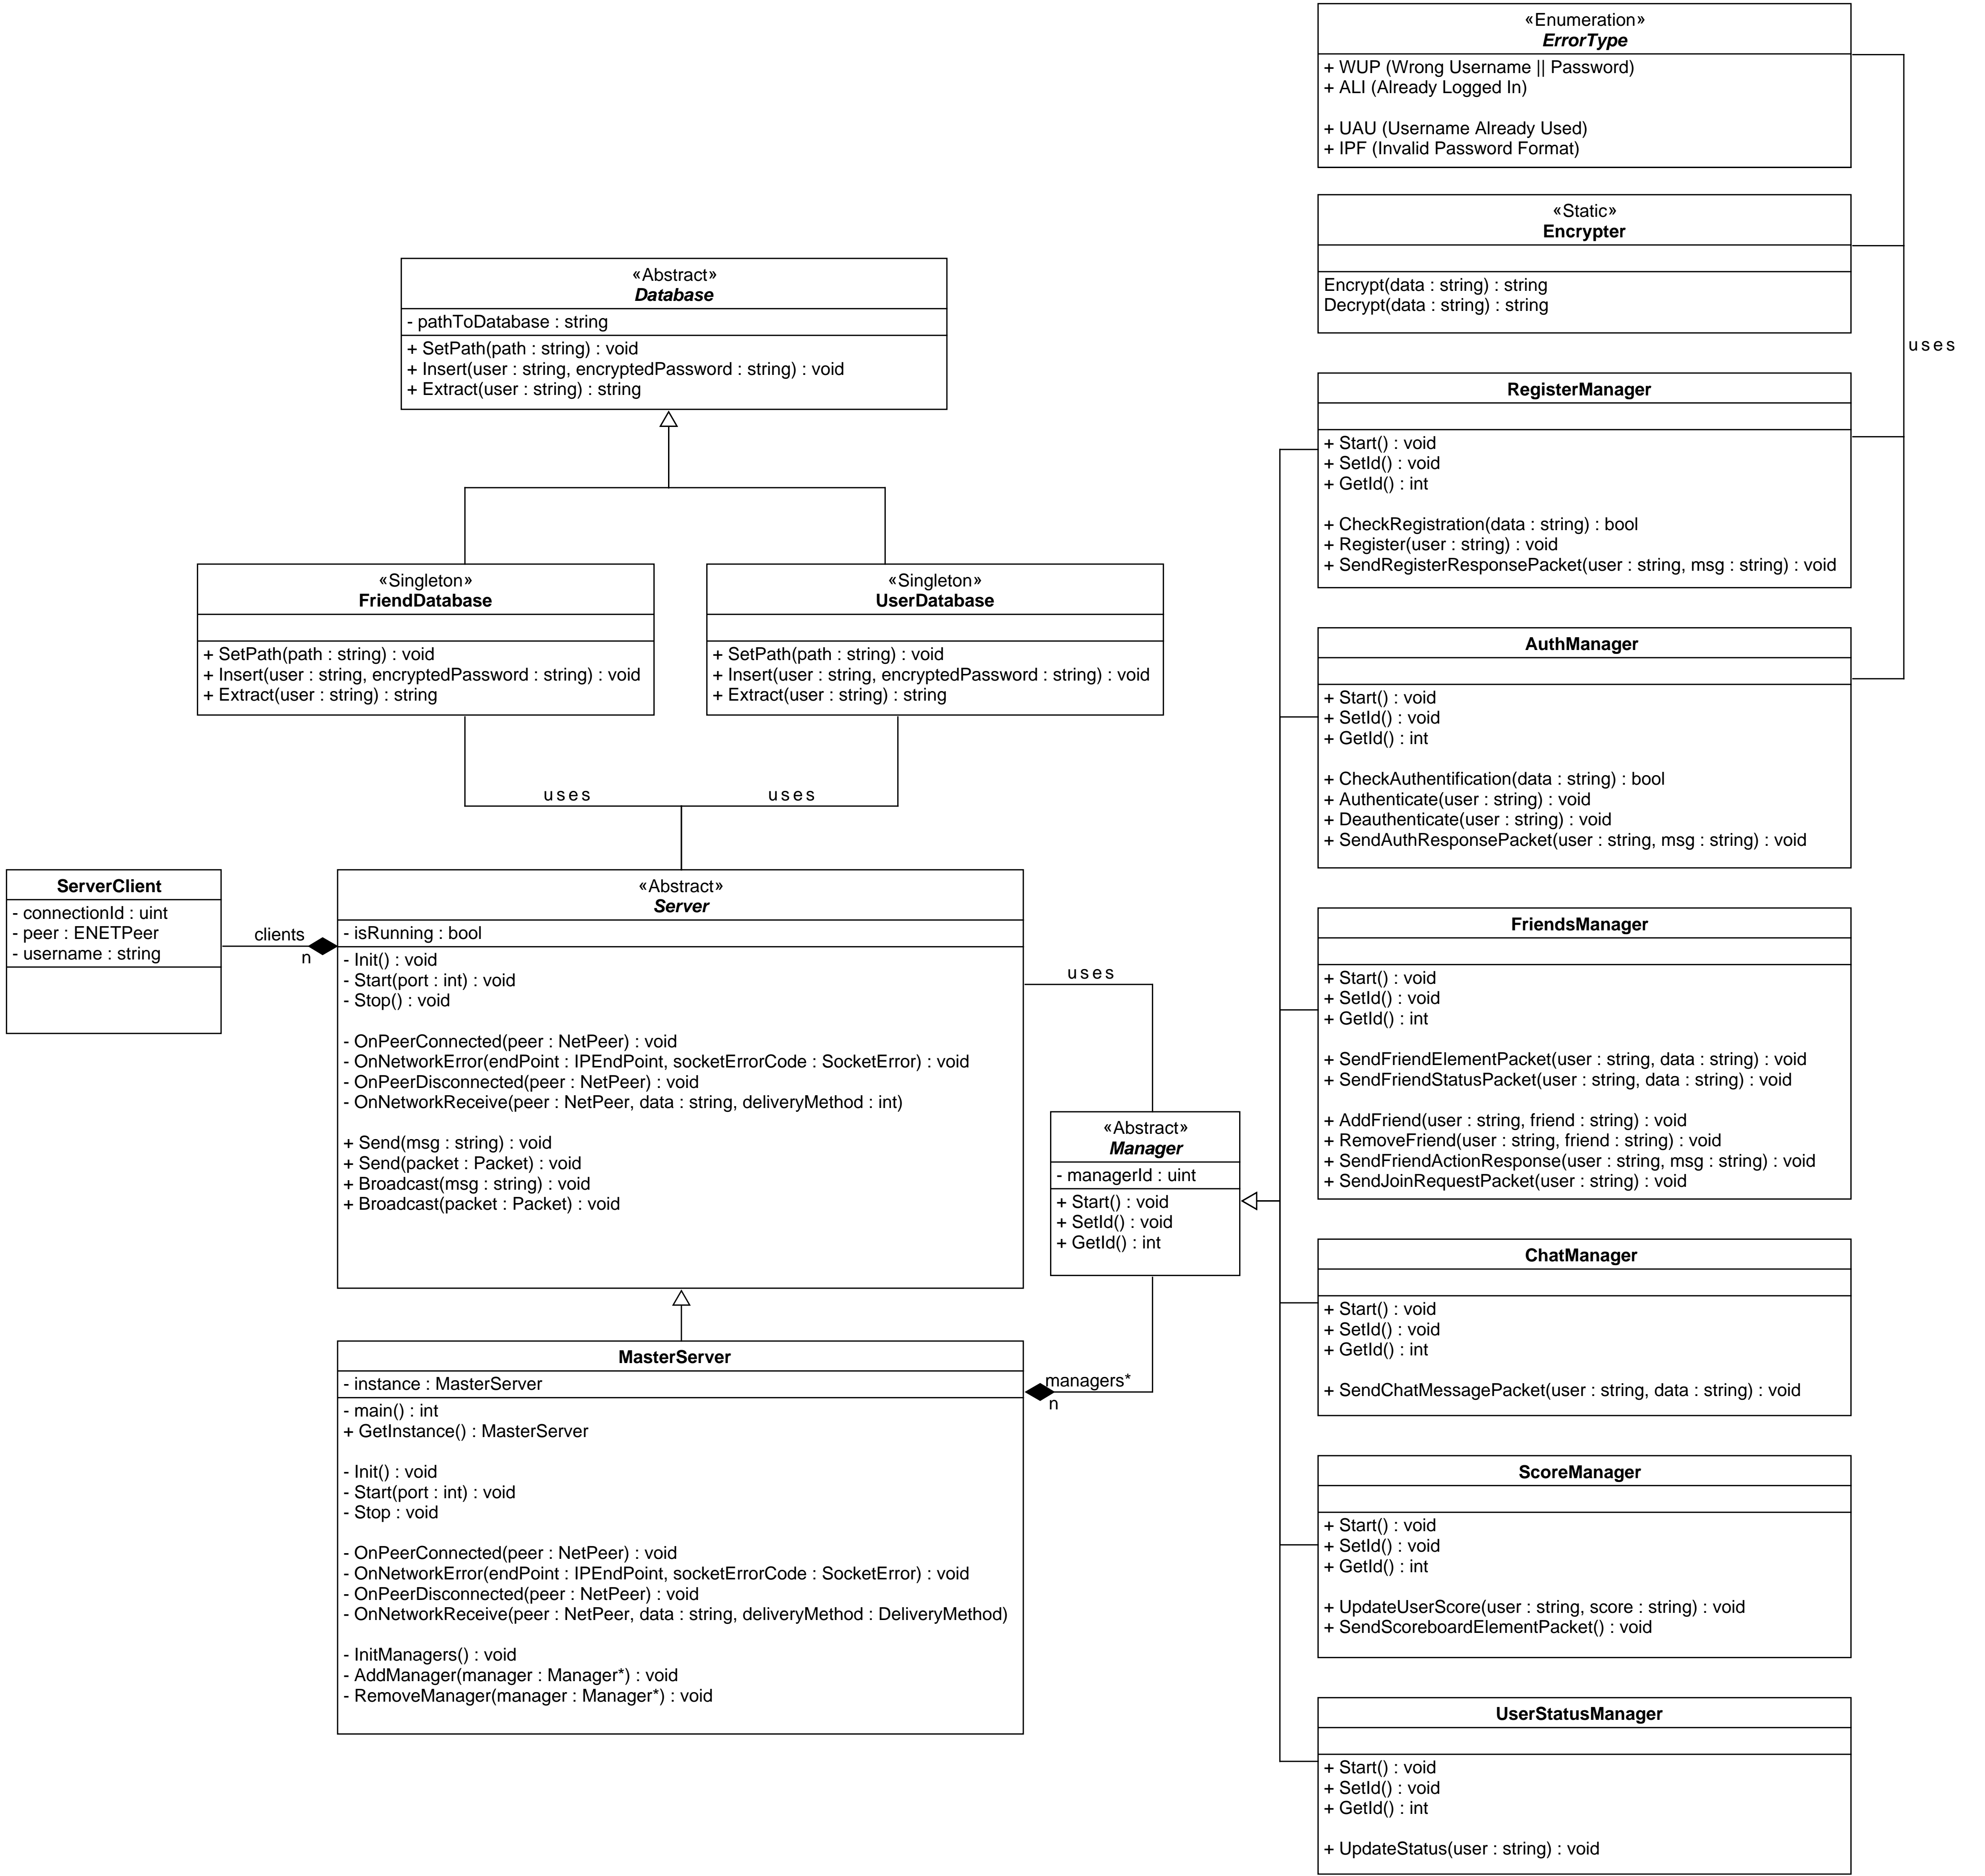 «Enumeration»
ErrorType
+ WUP (Wrong Username || Password)
+ ALI (Already Logged In)
+ UAU (Username Already Used)
+ IPF (Invalid Password Format)
«Static»
Encrypter
Encrypt(data : string) : string
Decrypt(data : string) : string
uses
«Abstract»
Database
- pathToDatabase : string
+ SetPath(path : string) : void
+ Insert(user : string, encryptedPassword : string) : void
+ Extract(user : string) : string
RegisterManager
+ Start() : void
+ SetId() : void
+ GetId() : int
+ CheckRegistration(data : string) : bool
+ Register(user : string) : void
+ SendRegisterResponsePacket(user : string, msg : string) : void
«Singleton»
FriendDatabase
+ SetPath(path : string) : void
+ Insert(user : string, encryptedPassword : string) : void
+ Extract(user : string) : string
«Singleton»
UserDatabase
+ SetPath(path : string) : void
+ Insert(user : string, encryptedPassword : string) : void
+ Extract(user : string) : string
AuthManager
+ Start() : void
+ SetId() : void
+ GetId() : int
+ CheckAuthentification(data : string) : bool
+ Authenticate(user : string) : void
+ Deauthenticate(user : string) : void
+ SendAuthResponsePacket(user : string, msg : string) : void
uses
uses
ServerClient
- connectionId : uint
- peer : ENETPeer
- username : string
clients
n
«Abstract»
Server
- isRunning : bool
- Init() : void
- Start(port : int) : void
- Stop() : void
- OnPeerConnected(peer : NetPeer) : void
- OnNetworkError(endPoint : IPEndPoint, socketErrorCode : SocketError) : void
- OnPeerDisconnected(peer : NetPeer) : void
- OnNetworkReceive(peer : NetPeer, data : string, deliveryMethod : int)
+ Send(msg : string) : void
+ Send(packet : Packet) : void
+ Broadcast(msg : string) : void
+ Broadcast(packet : Packet) : void
uses
«Abstract»
Manager
- managerId : uint
+ Start() : void
+ SetId() : void
+ GetId() : int
FriendsManager
+ Start() : void
+ SetId() : void
+ GetId() : int
+ SendFriendElementPacket(user : string, data : string) : void
+ SendFriendStatusPacket(user : string, data : string) : void
+ AddFriend(user : string, friend : string) : void
+ RemoveFriend(user : string, friend : string) : void
+ SendFriendActionResponse(user : string, msg : string) : void
+ SendJoinRequestPacket(user : string) : void
ChatManager
+ Start() : void
+ SetId() : void
+ GetId() : int
+ SendChatMessagePacket(user : string, data : string) : void
MasterServer
- instance : MasterServer
- main() : int
+ GetInstance() : MasterServer
- Init() : void
- Start(port : int) : void
- Stop : void
- OnPeerConnected(peer : NetPeer) : void
- OnNetworkError(endPoint : IPEndPoint, socketErrorCode : SocketError) : void
- OnPeerDisconnected(peer : NetPeer) : void
- OnNetworkReceive(peer : NetPeer, data : string, deliveryMethod : DeliveryMethod)
- InitManagers() : void
- AddManager(manager : Manager*) : void
- RemoveManager(manager : Manager*) : void
managers*
n
ScoreManager
+ Start() : void
+ SetId() : void
+ GetId() : int
+ UpdateUserScore(user : string, score : string) : void
+ SendScoreboardElementPacket() : void
UserStatusManager
+ Start() : void
+ SetId() : void
+ GetId() : int
+ UpdateStatus(user : string) : void